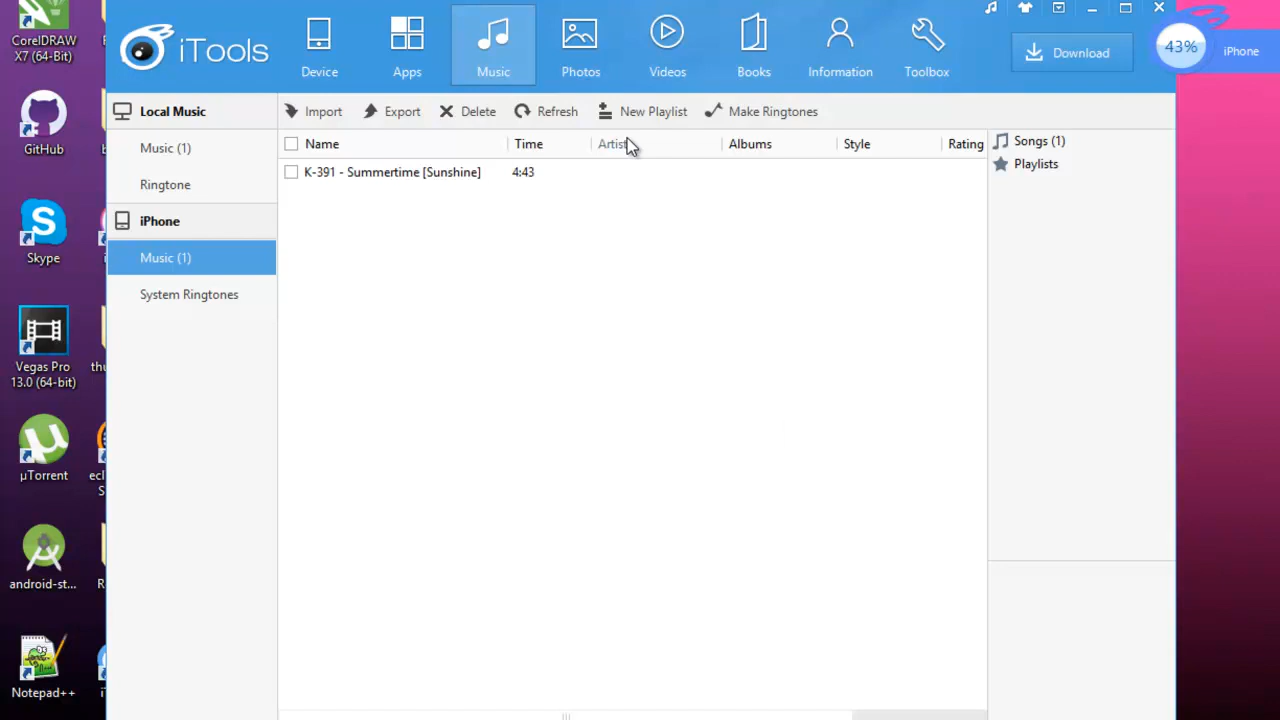 CorelDRAW
X7 (64-Bit)
GitHub
Skype
Vegas Pro
13.0 (64-bit)
µTorrent
android-st...
Notepad++
thu
ecl
S
R
iTools
Device
Apps
Music
Photos
Videos
Books
Information
Toolbox
Download
43%
iPhone
Local Music
Music (1)
Ringtone
iPhone
Music (1)
System Ringtones
Import
Export
Delete
Refresh
New Playlist
Make Ringtones
Name
Time
Artist
Albums
Style
Rating
K-391 - Summertime [Sunshine]
4:43
Songs (1)
Playlists